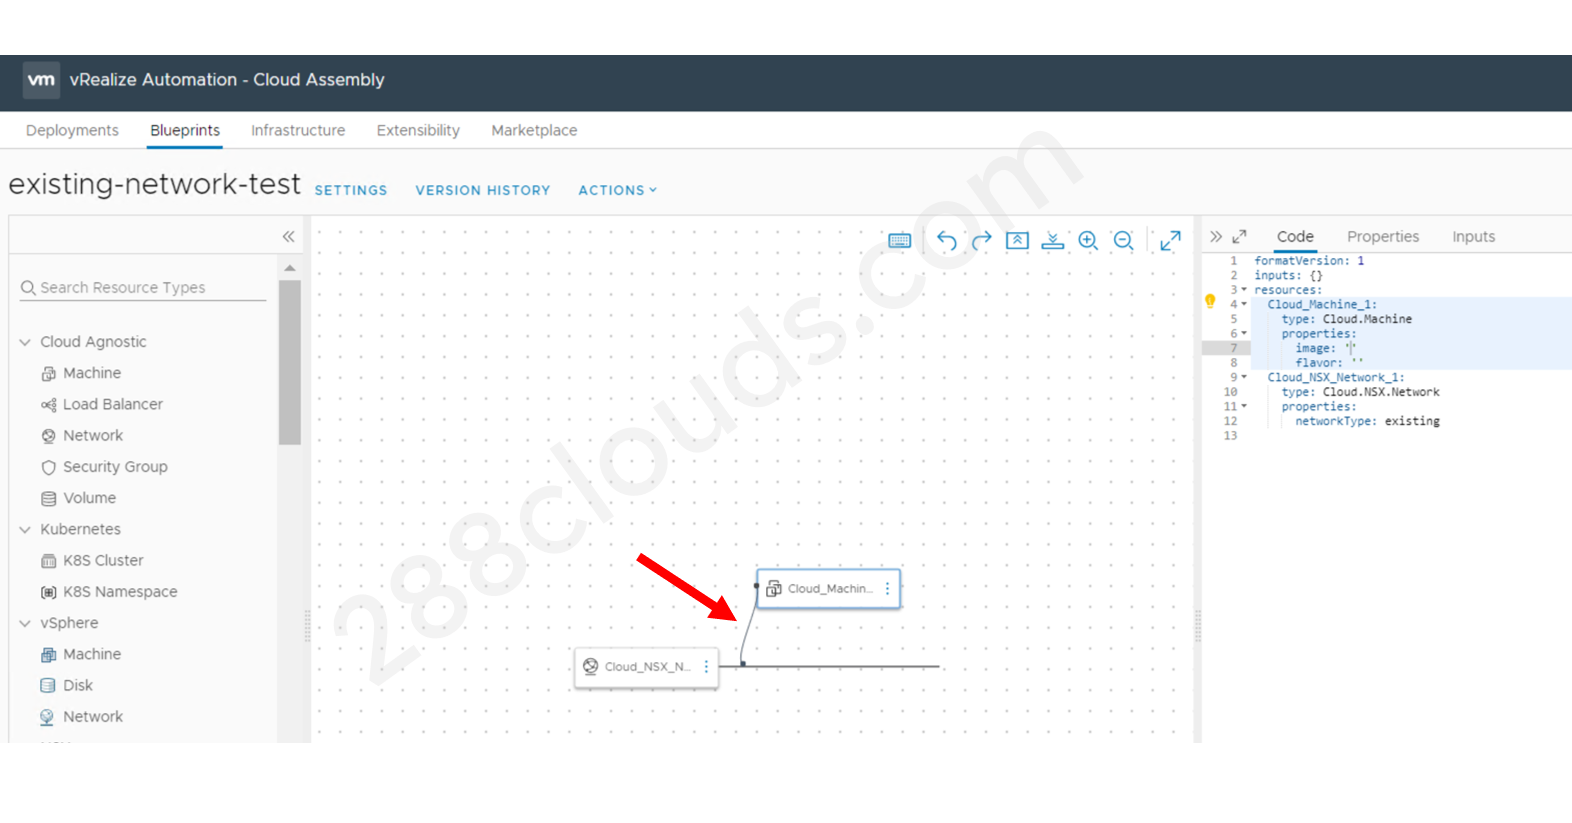 vm vRealize Automation - Cloud Assembly
Deployments Blueprints Infrastructure Extensibility Marketplace
existing-network-test SETTINGS VERSION HISTORY ACTIONS
Search Resource Types
Cloud Agnostic
Machine
Load Balancer
Network
Security Group
Volume
Kubernetes
K8S Cluster
K8S Namespace
vSphere
Machine
Disk
Network
Cloud_Machin...
Cloud_NSX_N...
Code Properties Inputs
1 formatVersion: 1
2 inputs: {}
3 resources:
4 Cloud_Machine_1:
5 type: Cloud.Machine
6 properties:
7 image: ''
8 flavor: ''
9 Cloud_NSX_Network_1:
10 type: Cloud.NSX.Network
11 properties:
12 networkType: existing
13
288clouds.com